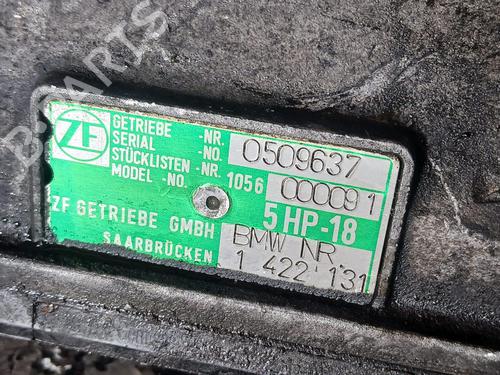 ZF
GETRIEBE -NR. 0509637
SERIAL -NO.
STÜCKLISTEN -NR. 1056 000091
MODEL -NO.
5 HP-18
ZF GETRIEBE GMBH BMW NR
SAARBRÜCKEN 1 422 131